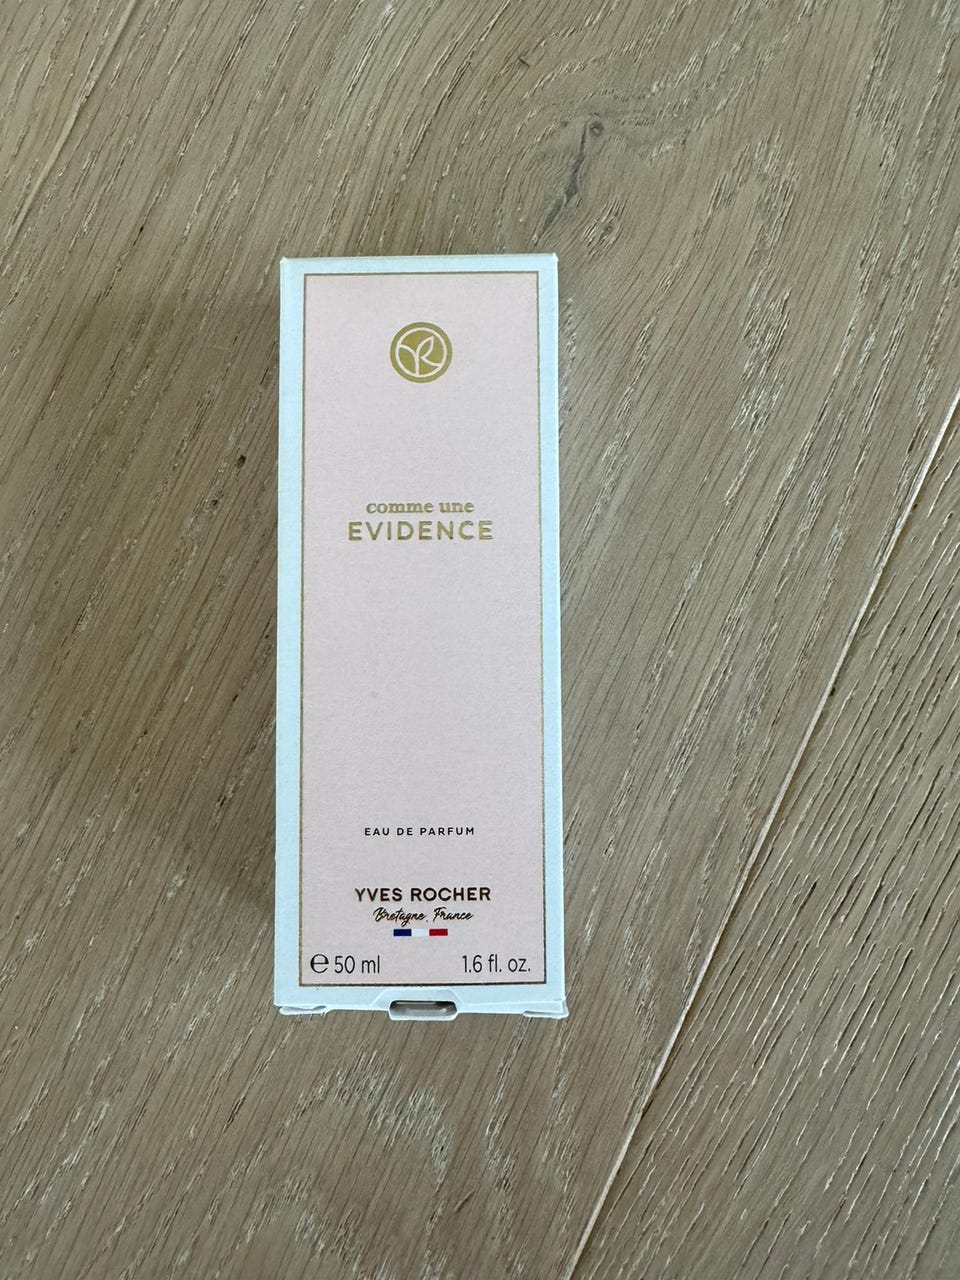 comme une
EVIDENCE
EAU DE PARFUM
YVES ROCHER
Bretagne, France
℮ 50 ml 1.6 fl. oz.